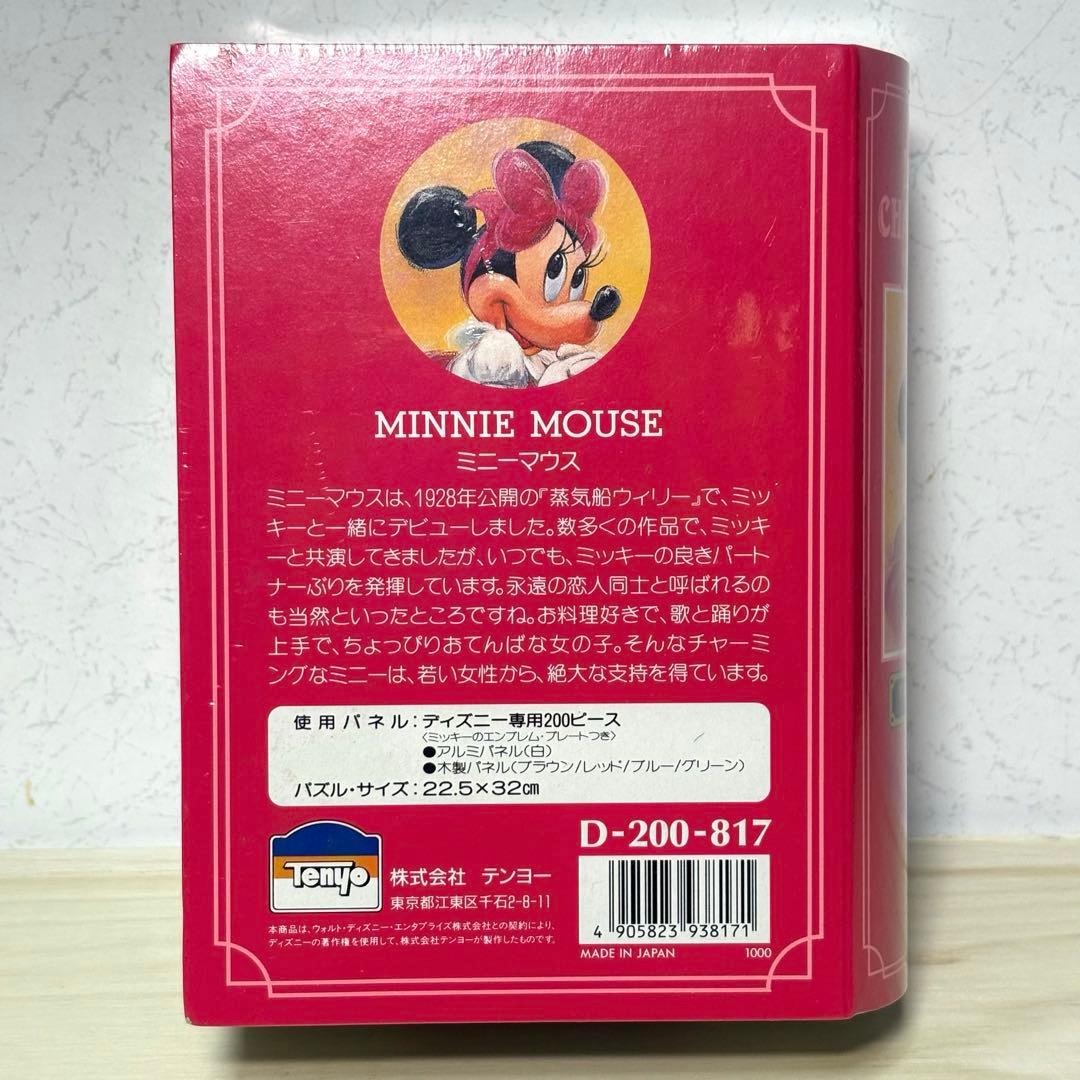 MINNIE MOUSE
ミニーマウス
ミニーマウスは、1928年公開の『蒸気船ウィリー』で、ミッ
キーと一緒にデビューしました。数多くの作品で、ミッキ
ーと共演してきましたが、いつでも、ミッキーの良きパート
ナーぶりを発揮しています。永遠の恋人同士と呼ばれるの
も当然といったところですね。お料理好きで、歌と踊りが
上手で、ちょっぴりおてんばな女の子。そんなチャーミ
ングなミニーは、若い女性から、絶大な支持を得ています。
使用パネル：ディズニー専用200ピース
〈ミッキーのエンブレム・プレートつき〉
●アルミパネル（白）
●木製パネル（ブラウン/レッド/ブルー/グリーン）
パズル・サイズ：22.5×32㎝
D-200-817
Tenyo
株式会社 テンヨー
東京都江東区千石2-8-11
本商品は、ウォルト・ディズニー・エンタプライズ株式会社との契約により、
ディズニーの著作権を使用して、株式会社テンヨーが製作したものです。
4 905823 938171
MADE IN JAPAN 1000